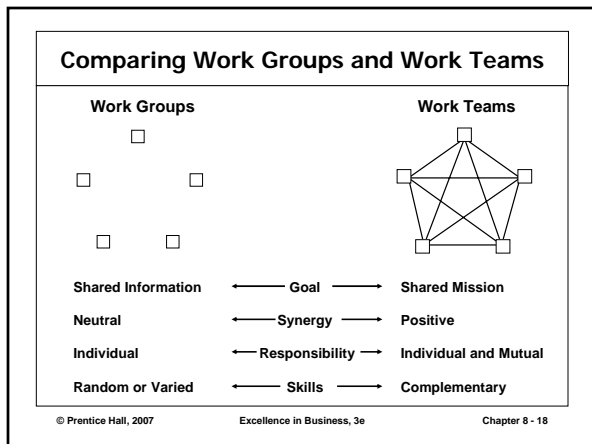 Comparing Work Groups and Work Teams
Work Groups Work Teams
Shared Information Goal Shared Mission
Neutral Synergy Positive
Individual Responsibility Individual and Mutual
Random or Varied Skills Complementary
© Prentice Hall, 2007 Excellence in Business, 3e Chapter 8 - 18